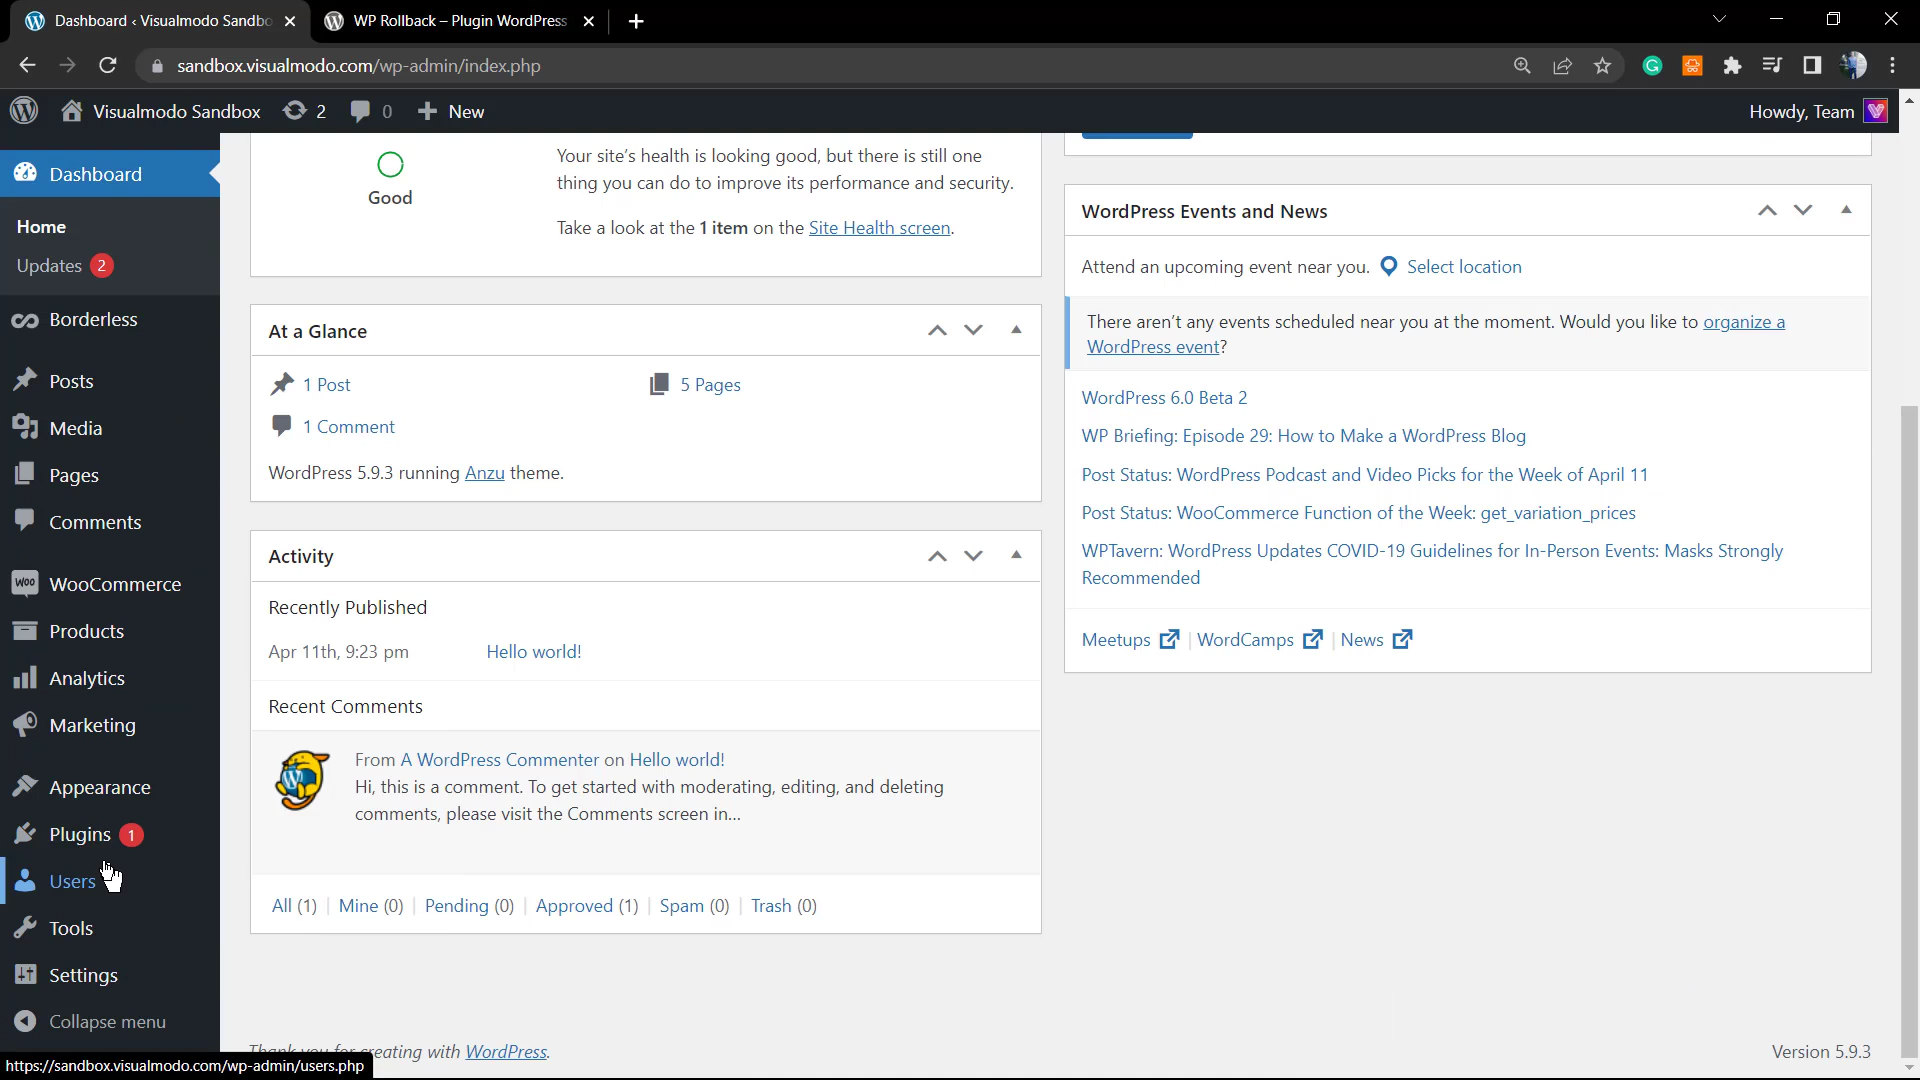 Dashboard ‹ Visualmodo Sandbo
WP Rollback – Plugin WordPress
sandbox.visualmodo.com/wp-admin/index.php
Visualmodo Sandbox
2
0
New
Howdy, Team
Dashboard
Home
Updates 2
Borderless
Posts
Media
Pages
Comments
WooCommerce
Products
Analytics
Marketing
Appearance
Plugins 1
Users
Tools
Settings
Collapse menu
Good
Your site's health is looking good, but there is still one
thing you can do to improve its performance and security.
Take a look at the 1 item on the Site Health screen.
At a Glance
1 Post
5 Pages
1 Comment
WordPress 5.9.3 running Anzu theme.
Activity
Recently Published
Apr 11th, 9:23 pm
Hello world!
Recent Comments
From A WordPress Commenter on Hello world!
Hi, this is a comment. To get started with moderating, editing, and deleting
comments, please visit the Comments screen in…
All (1) | Mine (0) | Pending (0) | Approved (1) | Spam (0) | Trash (0)
WordPress Events and News
Attend an upcoming event near you. Select location
There aren't any events scheduled near you at the moment. Would you like to organize a
WordPress event?
WordPress 6.0 Beta 2
WP Briefing: Episode 29: How to Make a WordPress Blog
Post Status: WordPress Podcast and Video Picks for the Week of April 11
Post Status: WooCommerce Function of the Week: get_variation_prices
WPTavern: WordPress Updates COVID-19 Guidelines for In-Person Events: Masks Strongly
Recommended
Meetups | WordCamps | News
Thank you for creating with WordPress.
Version 5.9.3
https://sandbox.visualmodo.com/wp-admin/users.php